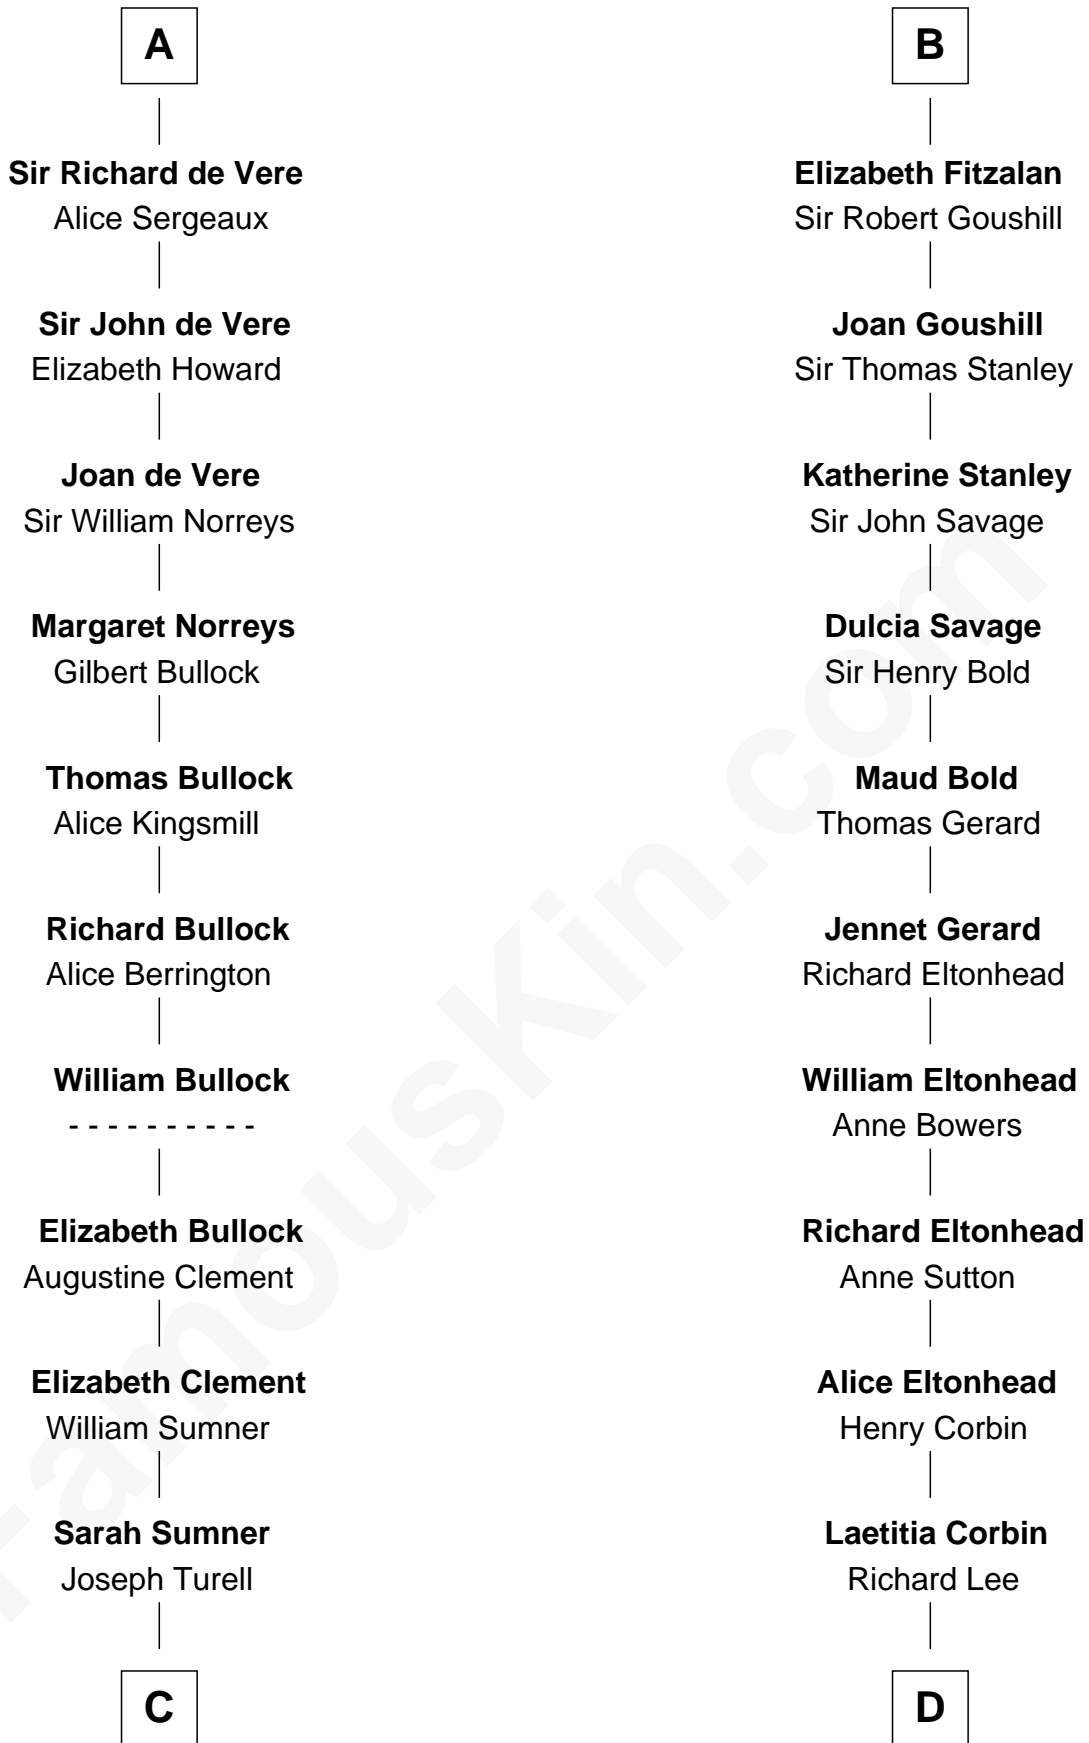 A
Sir Richard de Vere
Alice Sergeaux
Sir John de Vere
Elizabeth Howard
Joan de Vere
Sir William Norreys
Margaret Norreys
Gilbert Bullock
Thomas Bullock
Alice Kingsmill
Richard Bullock
Alice Berrington
William Bullock
- - - - - - - - - -
Elizabeth Bullock
Augustine Clement
Elizabeth Clement
William Sumner
Sarah Sumner
Joseph Turell
C
B
Elizabeth Fitzalan
Sir Robert Goushill
Joan Goushill
Sir Thomas Stanley
Katherine Stanley
Sir John Savage
Dulcia Savage
Sir Henry Bold
Maud Bold
Thomas Gerard
Jennet Gerard
Richard Eltonhead
William Eltonhead
Anne Bowers
Richard Eltonhead
Anne Sutton
Alice Eltonhead
Henry Corbin
Laetitia Corbin
Richard Lee
D
FamousKin.com